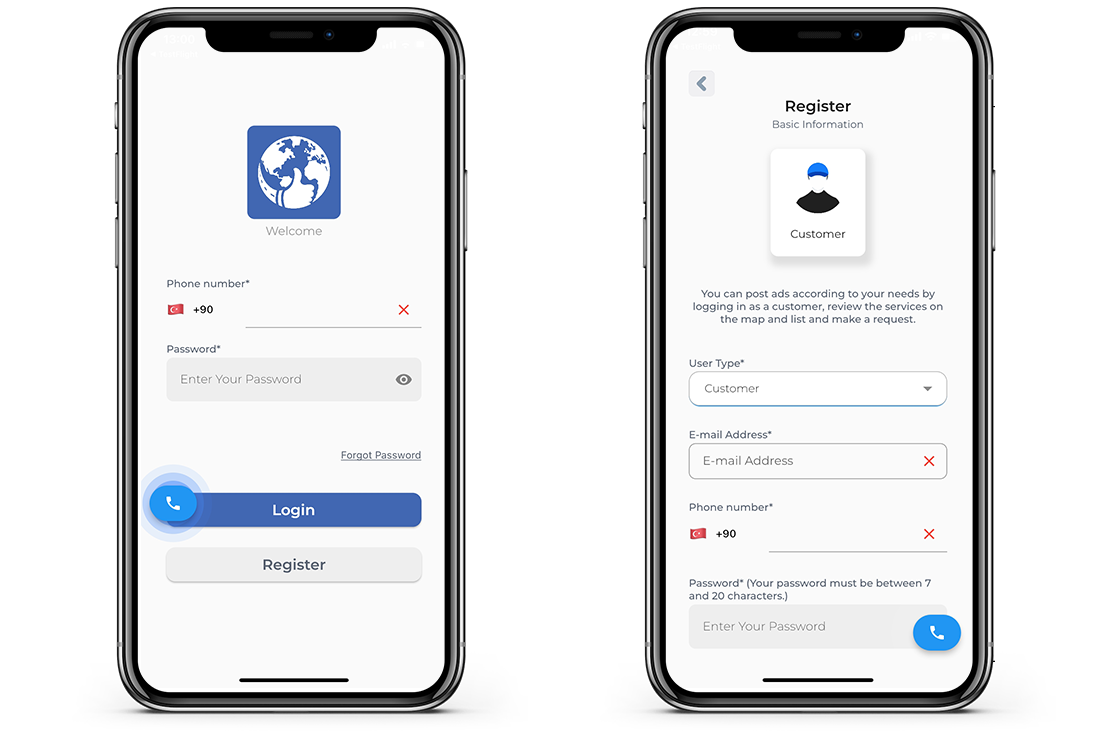 Welcome
Phone number*
+90
Password*
Enter Your Password
Forgot Password
Login
Register
Register
Basic Information
Customer
You can post ads according to your needs by
logging in as a customer, review the services on
the map and list and make a request.
User Type*
Customer
E-mail Address*
E-mail Address
Phone number*
+90
Password* (Your password must be between 7
and 20 characters.)
Enter Your Password